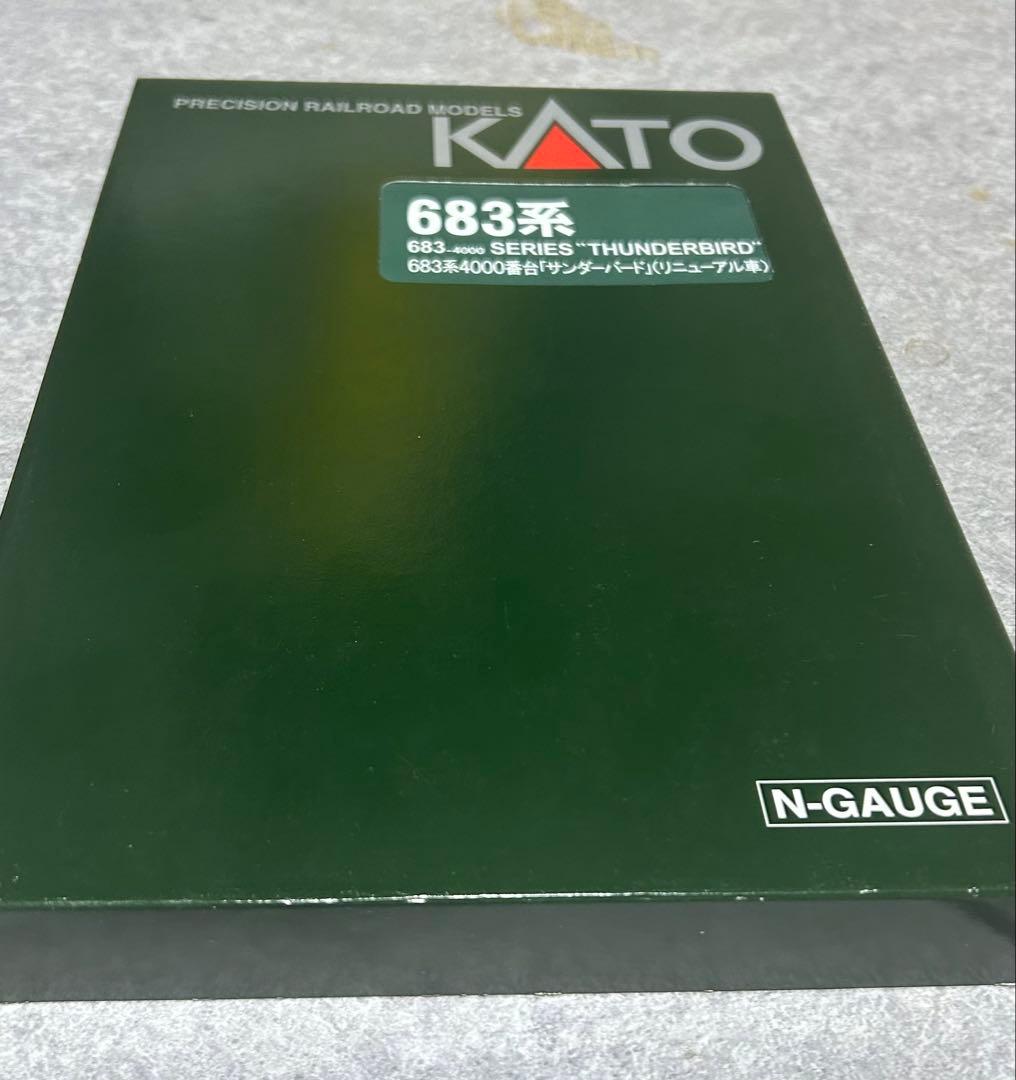 PRECISION RAILROAD MODELS
KATO
683系
683-4000 SERIES "THUNDERBIRD"
683系4000番台「サンダーバード」(リニューアル車)
N-GAUGE